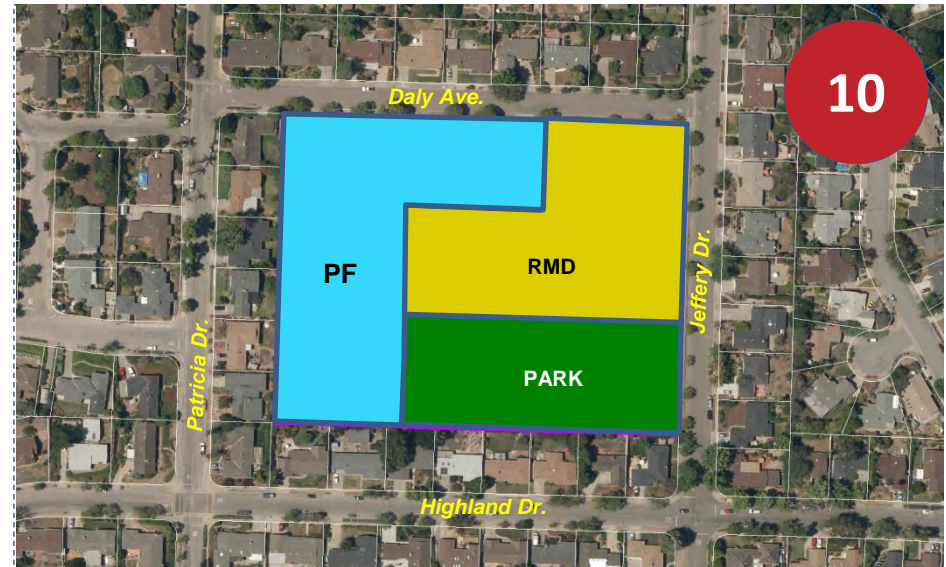 10
Daly Ave.
PF
RMD
Jeffery Dr.
Patricia Dr.
PARK
Highland Dr.